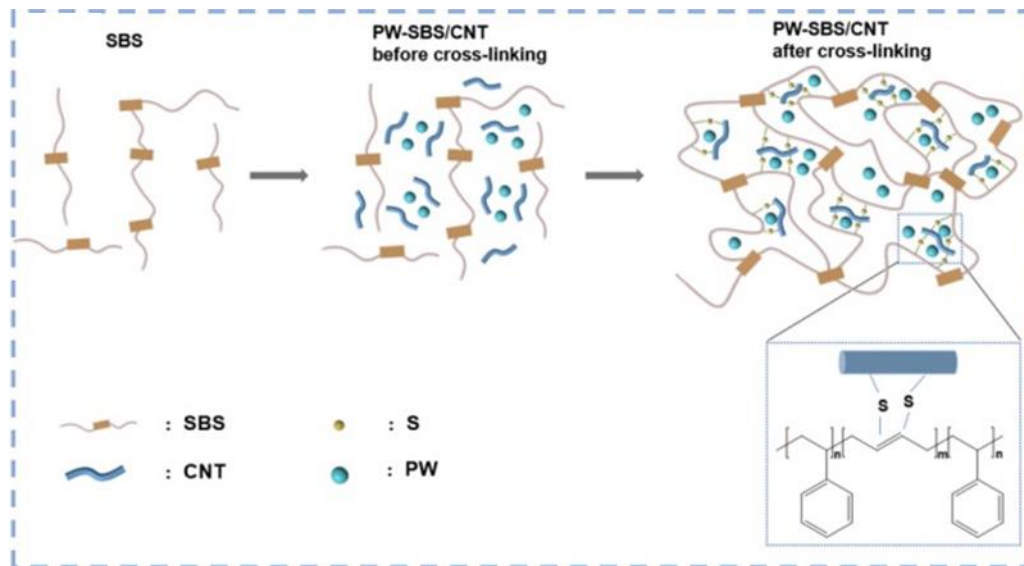 SBS
PW-SBS/CNT
before cross-linking
PW-SBS/CNT
after cross-linking
: SBS
: S
: CNT
: PW
S S
n m n